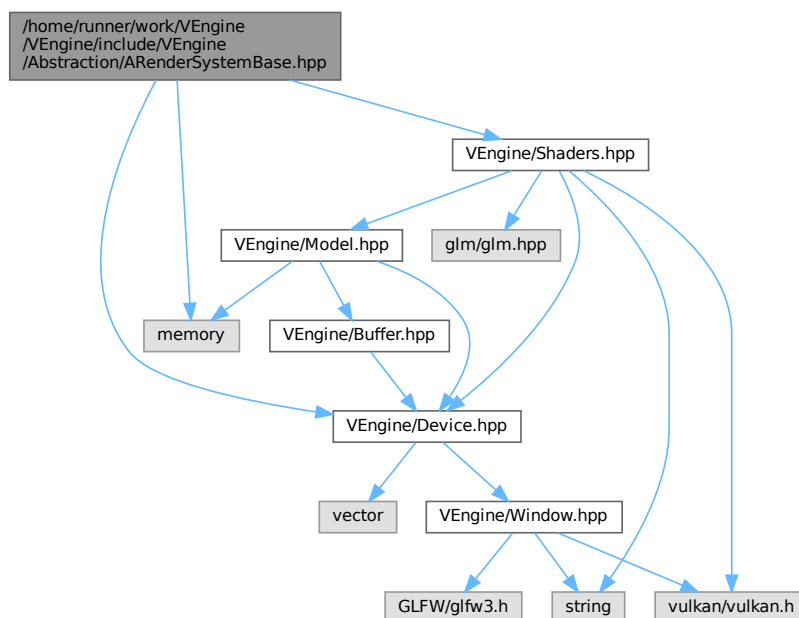 /home/runner/work/VEngine
/VEngine/include/VEngine
/Abstraction/ARenderSystemBase.hpp
VEngine/Shaders.hpp
VEngine/Model.hpp
glm/glm.hpp
memory
VEngine/Buffer.hpp
VEngine/Device.hpp
vector
VEngine/Window.hpp
GLFW/glfw3.h
string
vulkan/vulkan.h